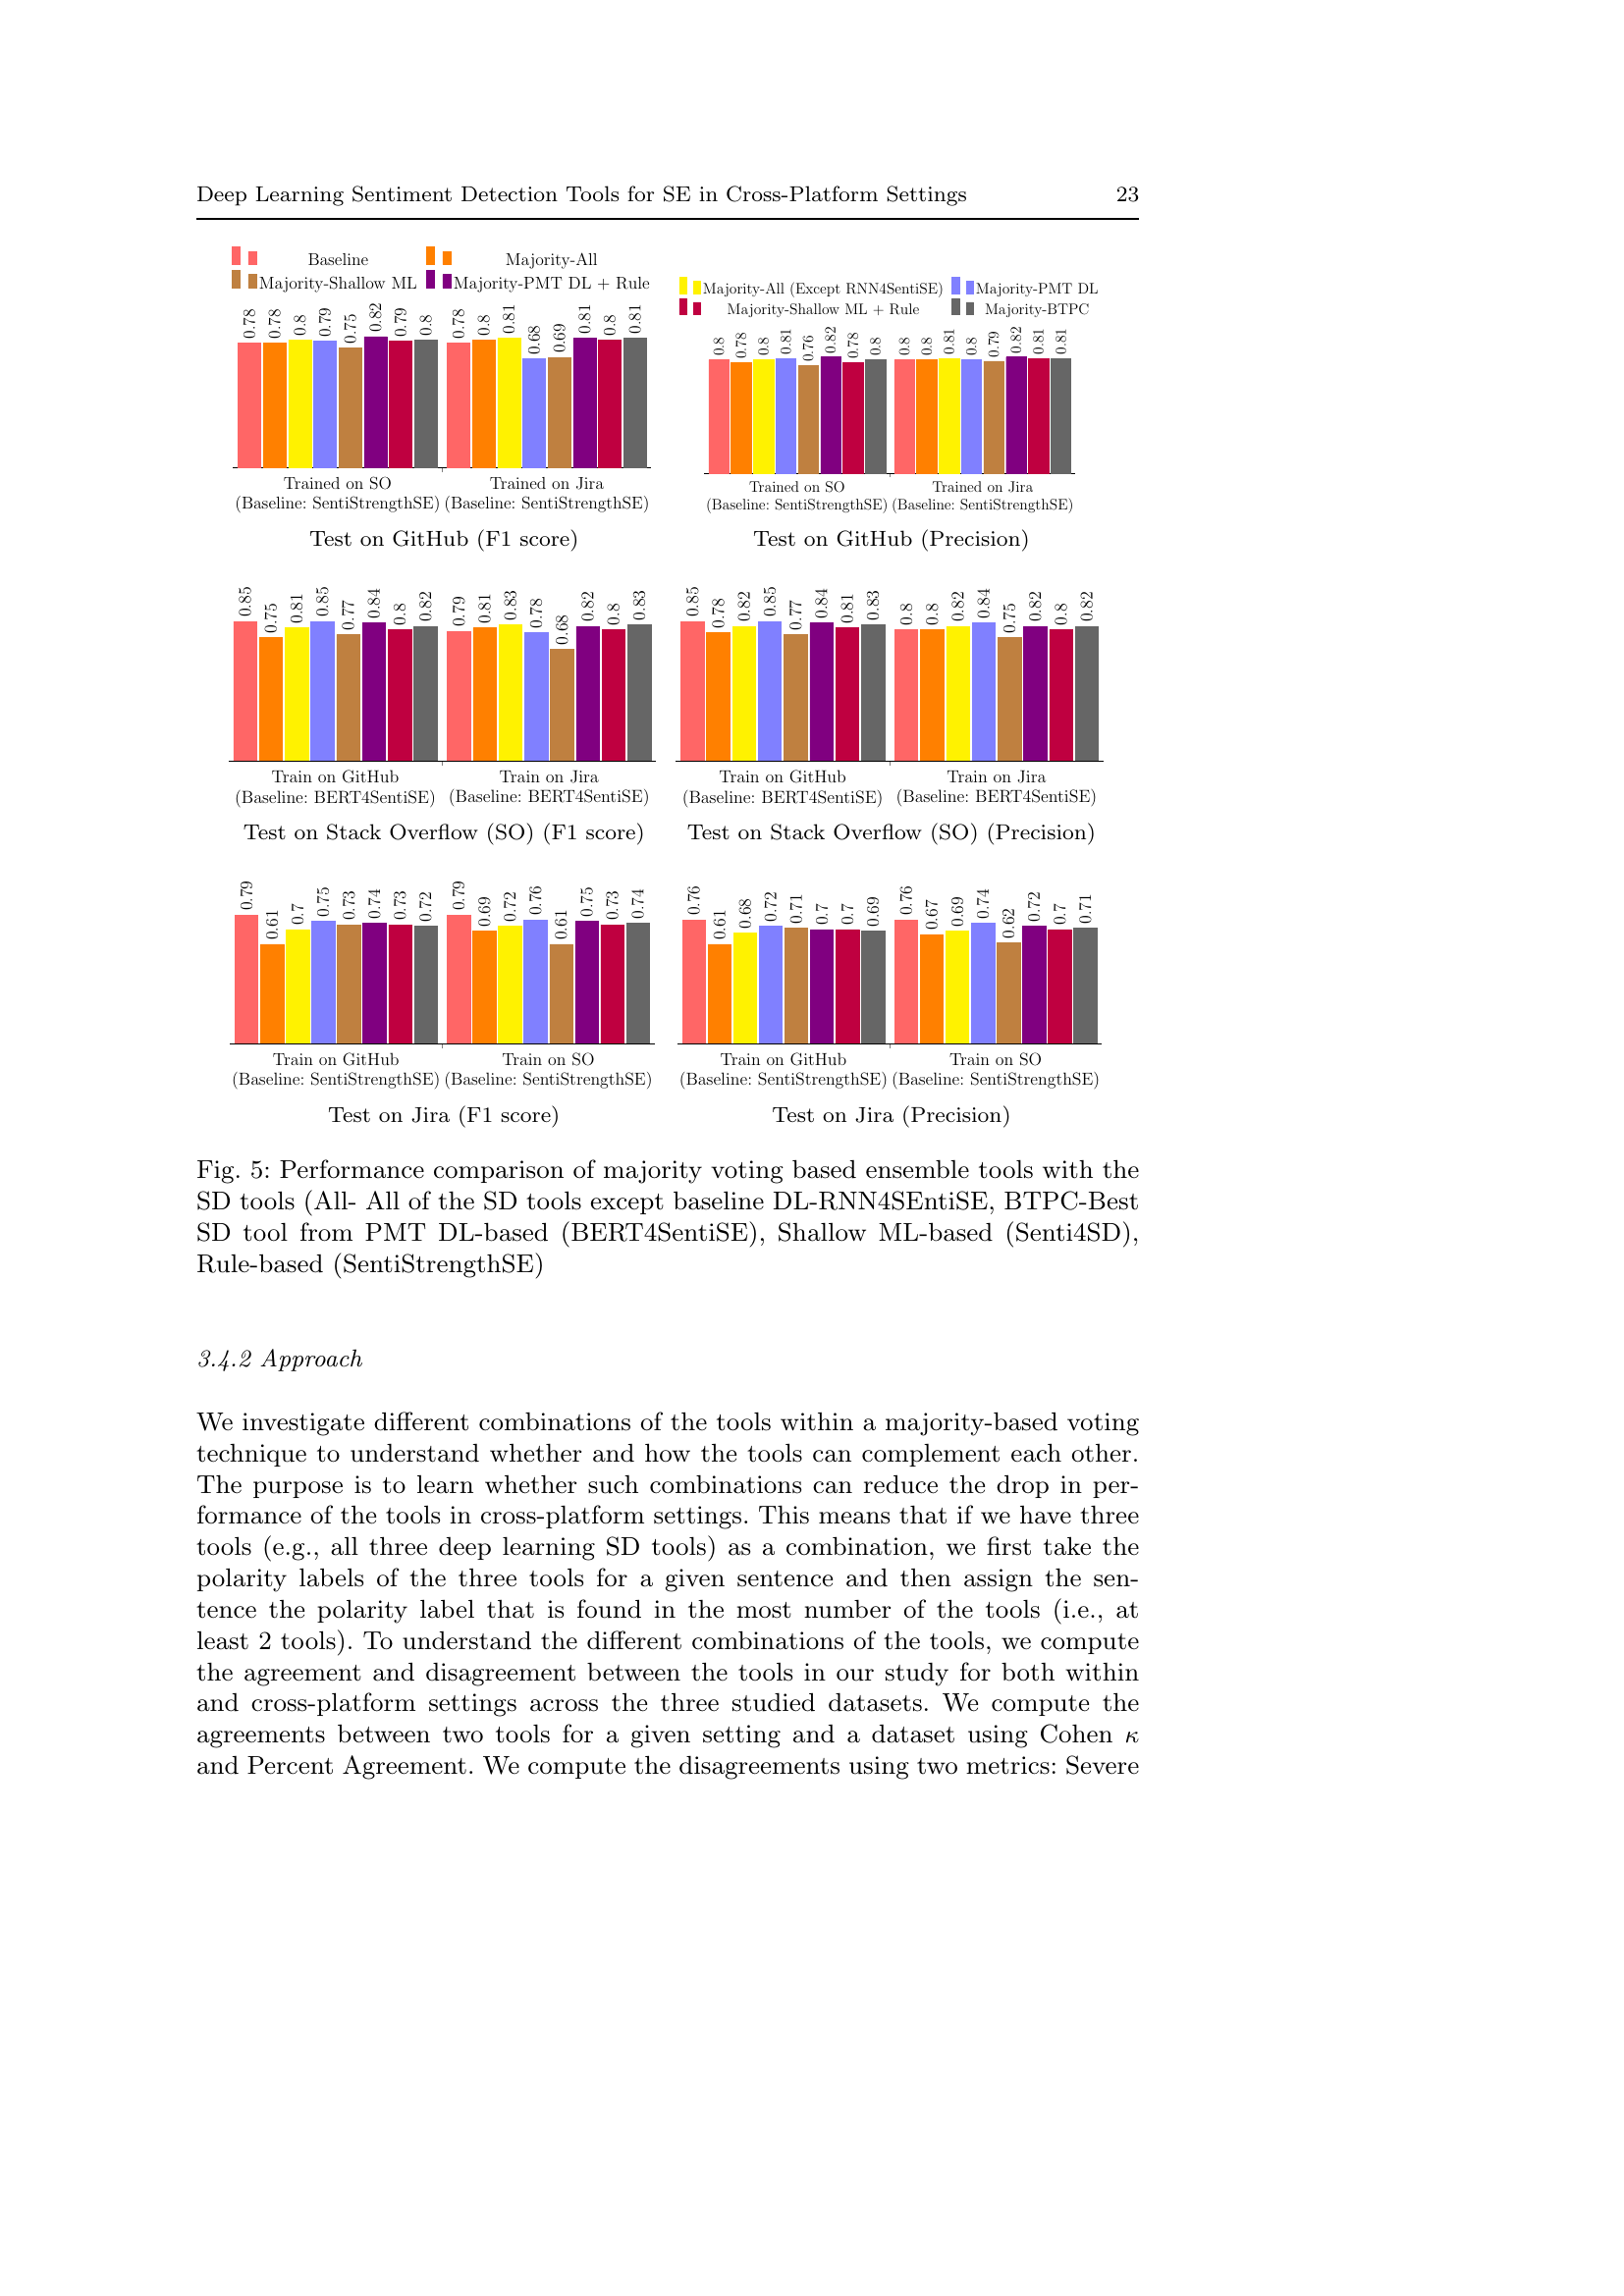 Deep Learning Sentiment Detection Tools for SE in Cross-Platform Settings 23
Baseline Majority-All
Majority-Shallow ML Majority-PMT DL + Rule
0.78 0.78 0.8 0.79 0.75 0.82 0.79 0.8 0.78 0.8 0.81 0.68 0.69 0.81 0.8 0.81
Trained on SO Trained on Jira
(Baseline: SentiStrengthSE) (Baseline: SentiStrengthSE)
Test on GitHub (F1 score)
Majority-All (Except RNN4SentiSE) Majority-PMT DL
Majority-Shallow ML + Rule Majority-BTPC
0.8 0.78 0.8 0.81 0.76 0.82 0.78 0.8 0.8 0.8 0.81 0.8 0.79 0.82 0.81 0.81
Trained on SO Trained on Jira
(Baseline: SentiStrengthSE) (Baseline: SentiStrengthSE)
Test on GitHub (Precision)
0.85 0.75 0.81 0.85 0.77 0.84 0.8 0.82 0.79 0.81 0.83 0.78 0.68 0.82 0.8 0.83
Train on GitHub Train on Jira
(Baseline: BERT4SentiSE) (Baseline: BERT4SentiSE)
Test on Stack Overflow (SO) (F1 score)
0.85 0.78 0.82 0.85 0.77 0.84 0.81 0.83 0.8 0.8 0.82 0.84 0.75 0.82 0.8 0.82
Train on GitHub Train on Jira
(Baseline: BERT4SentiSE) (Baseline: BERT4SentiSE)
Test on Stack Overflow (SO) (Precision)
0.79 0.61 0.7 0.75 0.73 0.74 0.73 0.72 0.79 0.69 0.72 0.76 0.61 0.75 0.73 0.74
Train on GitHub Train on SO
(Baseline: SentiStrengthSE) (Baseline: SentiStrengthSE)
Test on Jira (F1 score)
0.76 0.61 0.68 0.72 0.71 0.7 0.7 0.69 0.76 0.67 0.69 0.74 0.62 0.72 0.7 0.71
Train on GitHub Train on SO
(Baseline: SentiStrengthSE) (Baseline: SentiStrengthSE)
Test on Jira (Precision)
Fig. 5: Performance comparison of majority voting based ensemble tools with the
SD tools (All- All of the SD tools except baseline DL-RNN4SEntiSE, BTPC-Best
SD tool from PMT DL-based (BERT4SentiSE), Shallow ML-based (Senti4SD),
Rule-based (SentiStrengthSE)
3.4.2 Approach
We investigate different combinations of the tools within a majority-based voting
technique to understand whether and how the tools can complement each other.
The purpose is to learn whether such combinations can reduce the drop in per-
formance of the tools in cross-platform settings. This means that if we have three
tools (e.g., all three deep learning SD tools) as a combination, we first take the
polarity labels of the three tools for a given sentence and then assign the sen-
tence the polarity label that is found in the most number of the tools (i.e., at
least 2 tools). To understand the different combinations of the tools, we compute
the agreement and disagreement between the tools in our study for both within
and cross-platform settings across the three studied datasets. We compute the
agreements between two tools for a given setting and a dataset using Cohen κ
and Percent Agreement. We compute the disagreements using two metrics: Severe